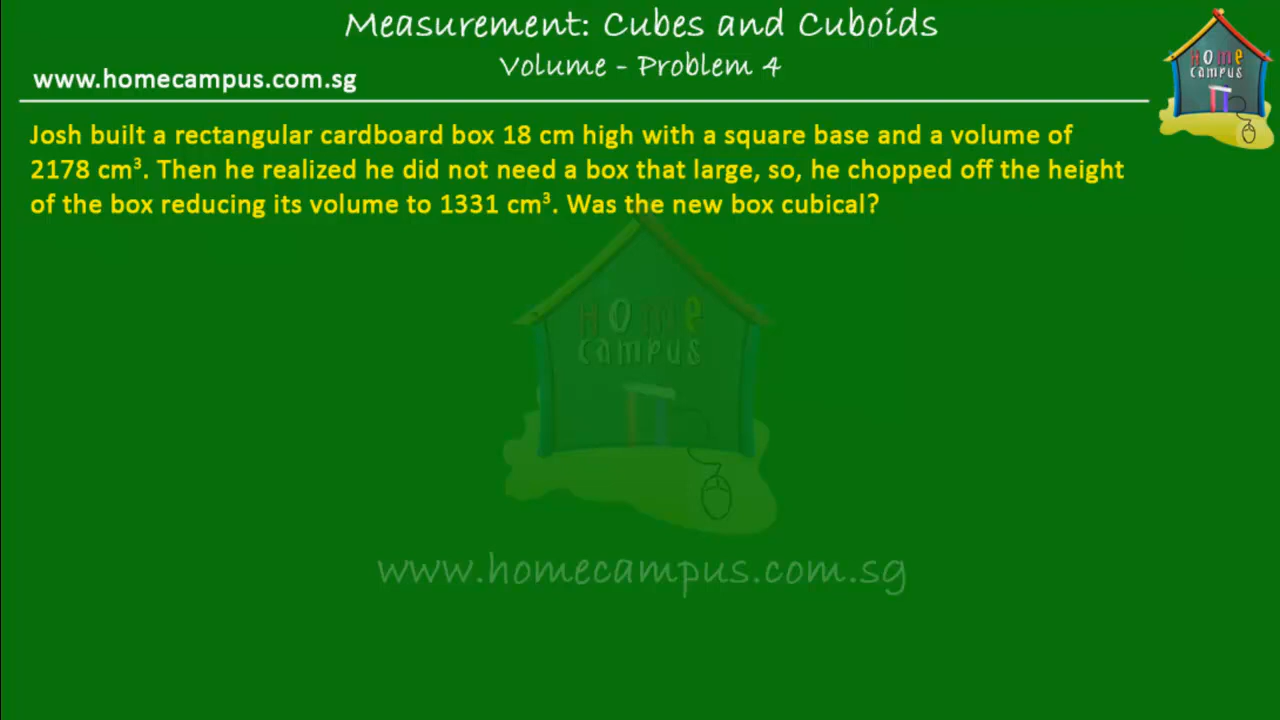 Measurement: Cubes and Cuboids
Volume - Problem 4
www.homecampus.com.sg
HOME
campus
Josh built a rectangular cardboard box 18 cm high with a square base and a volume of
2178 cm³. Then he realized he did not need a box that large, so, he chopped off the height
of the box reducing its volume to 1331 cm³. Was the new box cubical?
HOME
campus
www.homecampus.com.sg